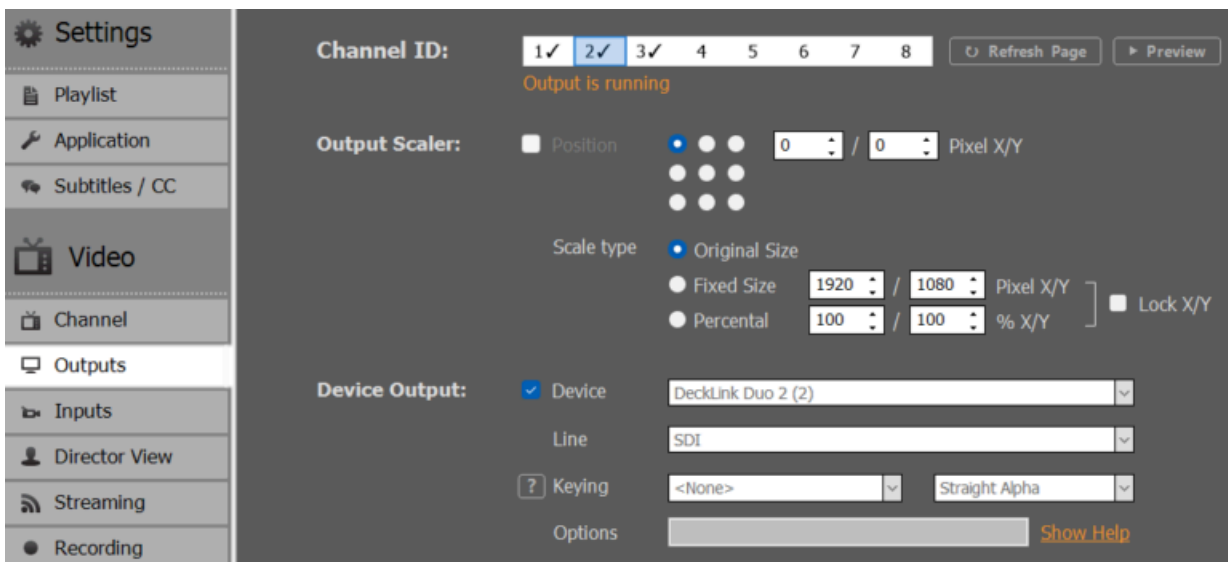 Settings
Playlist
Application
Subtitles / CC
Video
Channel
Outputs
Inputs
Director View
Streaming
Recording
Channel ID: 1✓ 2✓ 3✓ 4 5 6 7 8 Refresh Page Preview
Output is running
Output Scaler: Position 0 / 0 Pixel X/Y
Scale type Original Size
Fixed Size 1920 / 1080 Pixel X/Y
Lock X/Y
Percental 100 / 100 % X/Y
Device Output: Device DeckLink Duo 2 (2)
Line SDI
? Keying <None> Straight Alpha
Options Show Help